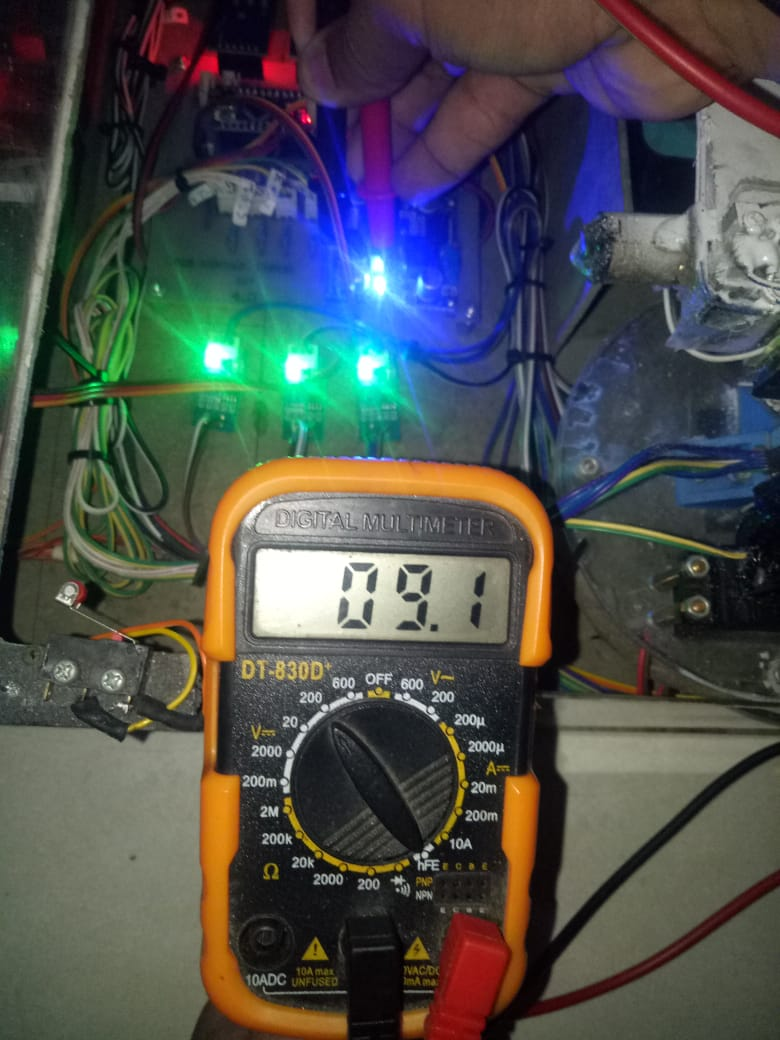 DIGITAL MULTIMETER
09.1
DT-830D+
OFF
600
600
V~
200
200
20
200µ
V⎓
2000
2000µ
A⎓
200m
20m
2M
200m
200k
10A
20k
hFE
Ω
2000
200
E C B E
PNP
NPN
E C B E
10A max
UNFUSED
10ADC